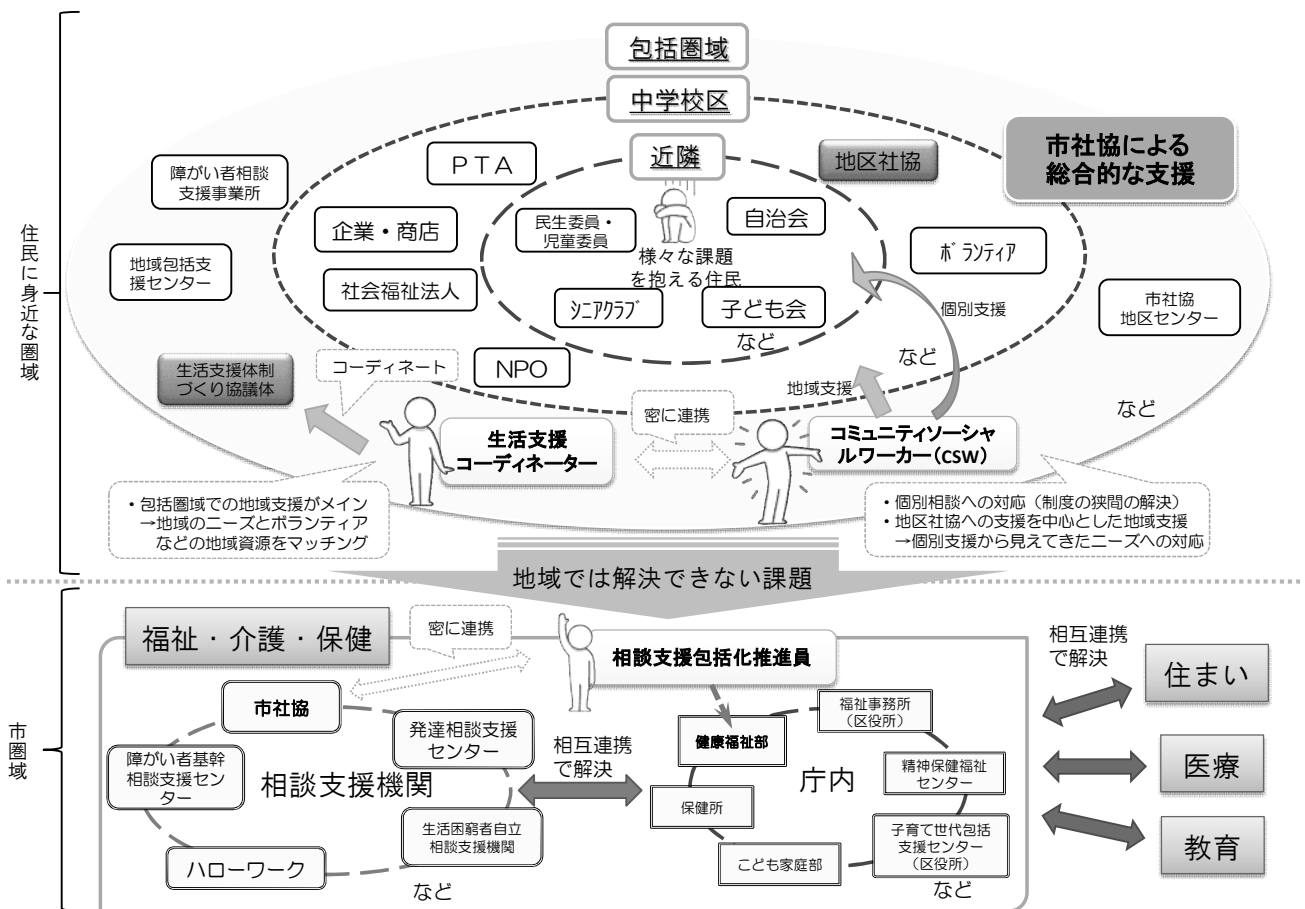 包括圏域
中学校区
近隣
市社協による
総合的な支援
地区社協
PTA
障がい者相談
支援事業所
民生委員・
児童委員
自治会
企業・商店
様々な課題
を抱える住民
ボランティア
地域包括支
援センター
社会福祉法人
シニアクラブ
子ども会
など
個別支援
市社協
地区センター
住民に身近な圏域
生活支援体制
づくり協議体
コーディネート
NPO
密に連携
地域支援
など
など
生活支援
コーディネーター
コミュニティソーシャ
ルワーカー(CSW)
・包括圏域での地域支援がメイン
→地域のニーズとボランティア
などの地域資源をマッチング
・個別相談への対応(制度の狭間の解決)
・地区社協への支援を中心とした地域支援
→個別支援から見えてきたニーズへの対応
地域では解決できない課題
市圏域
福祉・介護・保健
密に連携
相談支援包括化推進員
相互連携
で解決
住まい
医療
教育
市社協
発達相談支援
センター
障がい者基幹
相談支援セン
ター
相談支援機関
生活困窮者自立
相談支援機関
ハローワーク
など
相互連携
で解決
健康福祉部
福祉事務所
(区役所)
精神保健福祉
センター
庁内
保健所
子育て世代包括
支援センター
(区役所)
こども家庭部
など